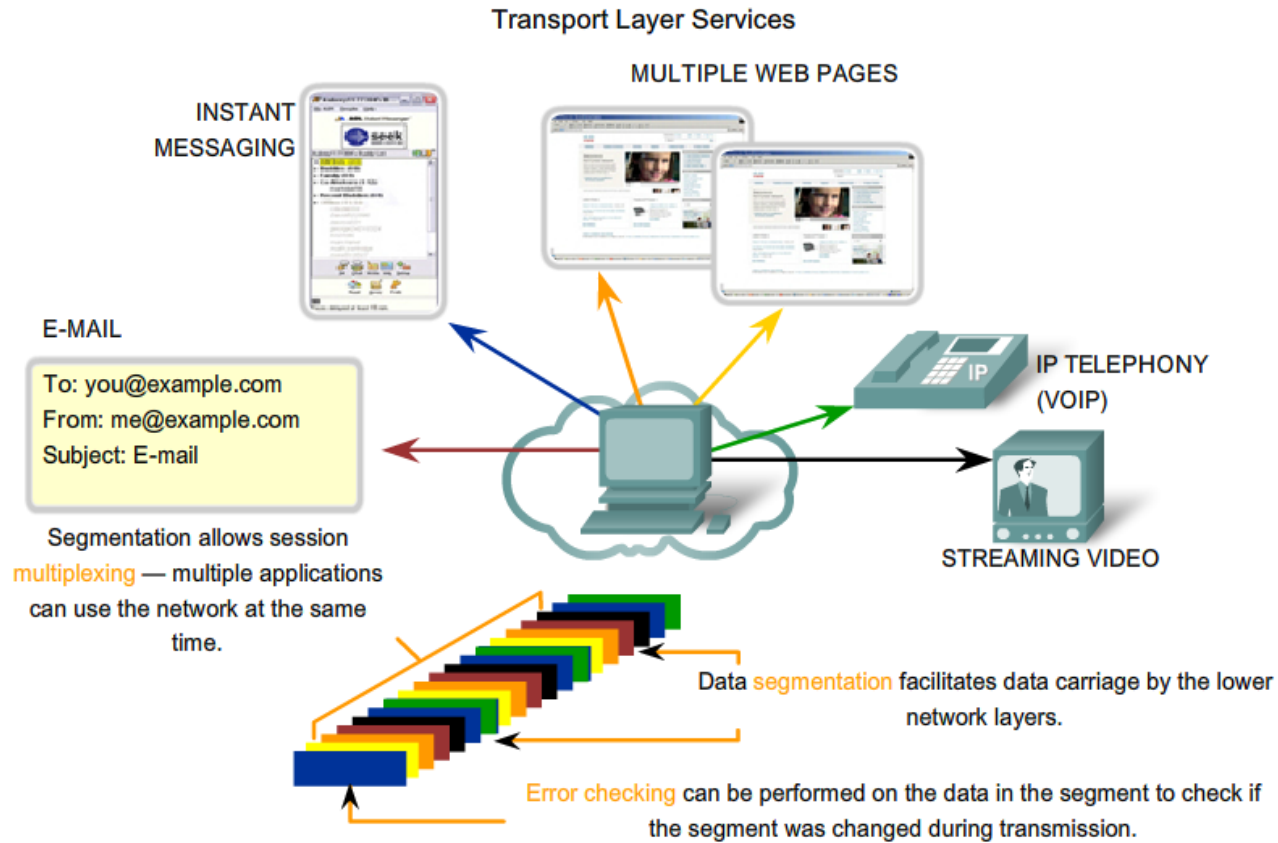 Transport Layer Services
MULTIPLE WEB PAGES
INSTANT
MESSAGING
seek
E-MAIL
To: you@example.com
From: me@example.com
Subject: E-mail
IP
IP TELEPHONY
(VOIP)
STREAMING VIDEO
Segmentation allows session
multiplexing — multiple applications
can use the network at the same
time.
Data segmentation facilitates data carriage by the lower
network layers.
Error checking can be performed on the data in the segment to check if
the segment was changed during transmission.